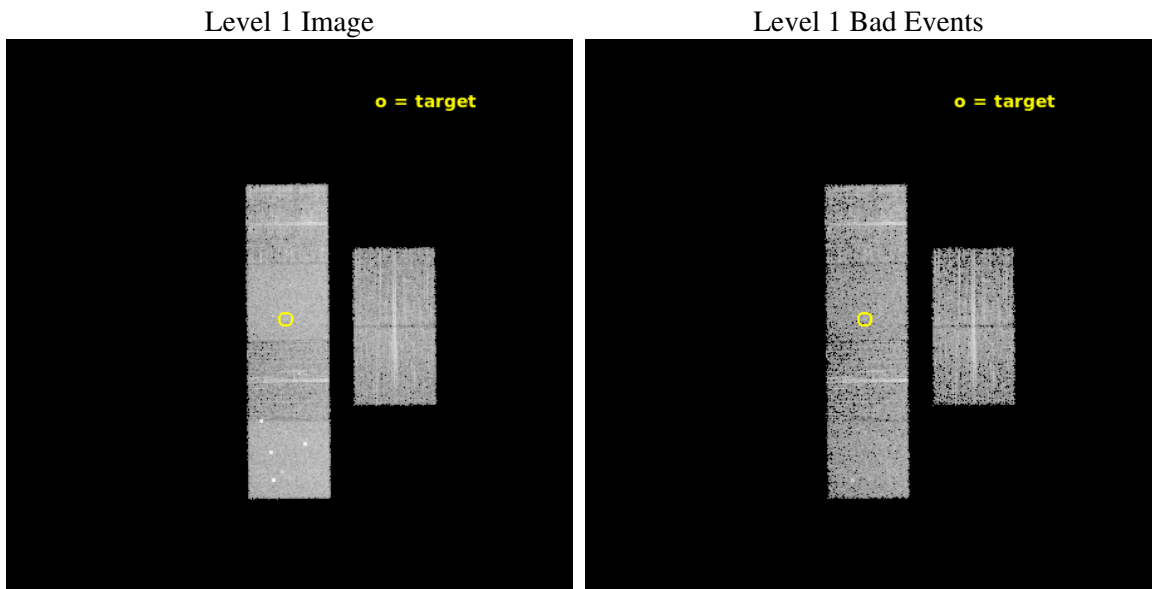 Level 1 Image
Level 1 Bad Events
o = target
o = target